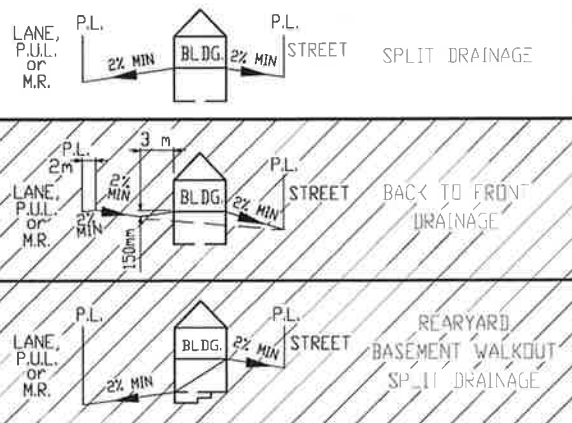 P.L.
P.L.
LANE,
P.U.L.
or
M.R.
2% MIN
BLDG.
2% MIN
STREET
SPLIT DRAINAGE
3 m
P.L.
2m
P.L.
LANE,
P.U.L.
or
M.R.
2%
MIN
2%
MIN
150mm
BLDG.
2% MIN
STREET
BACK TO FRONT
DRAINAGE
P.L.
P.L.
LANE,
P.U.L.
or
M.R.
2% MIN
BLDG.
2% MIN
STREET
REARYARD
BASEMENT WALKOUT
SPLIT DRAINAGE